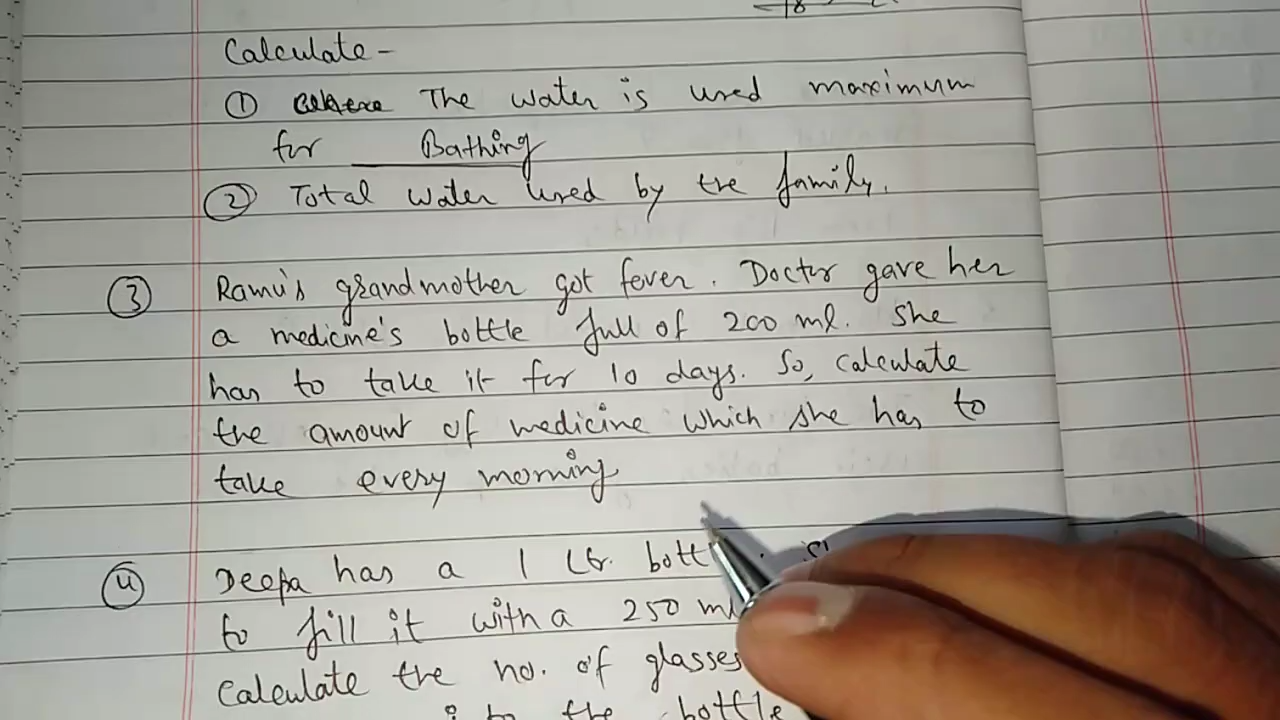 Calculate -
① The water is used maximum
for Bathing
② Total water used by the family.
③ Ramu's grandmother got fever. Doctor gave her
a medicine's bottle full of 200 ml. She
has to take it for 10 days. So, calculate
the amount of medicine which she has to
take every morning
④ Deepa has a 1 ltr. bott
to fill it with a 250 ml
Calculate the no. of glasses
to the bottle